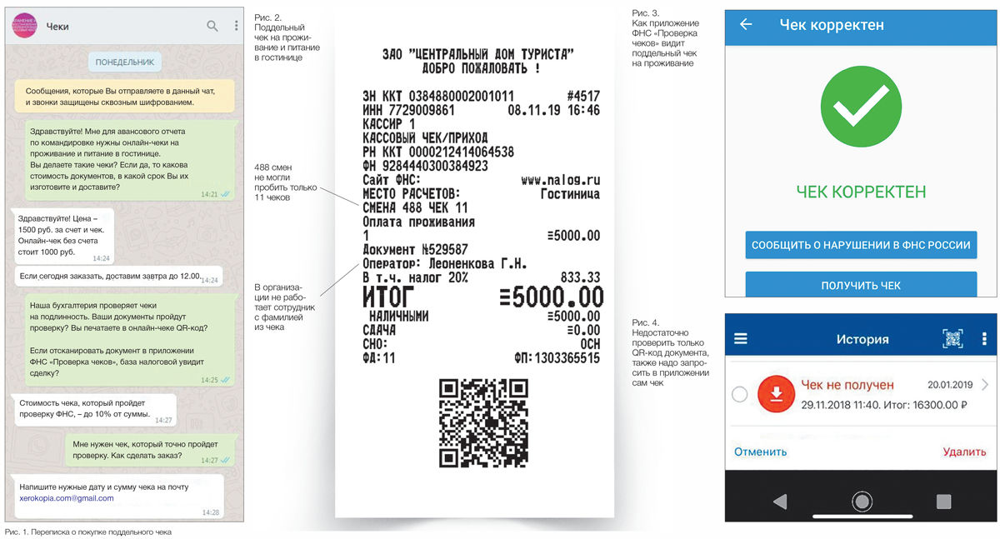 ХРАНЕНИЕ И
Чеки
ПОНЕДЕЛЬНИК
Сообщения, которые Вы отправляете в данный чат,
и звонки защищены сквозным шифрованием.
Здравствуйте! Мне для авансового отчета
по командировке нужны онлайн-чеки на
проживание и питание в гостинице.
Вы делаете такие чеки? Если да, то какова
стоимость документов, в какой срок Вы их
изготовите и доставите?
14:21
Здравствуйте! Цена –
1500 руб. за счет и чек.
Онлайн-чек без счета
стоит 1000 руб.
14:24
Если сегодня заказать, доставим завтра до 12.00.
14:24
Наша бухгалтерия проверяет чеки
на подлинность. Ваши документы пройдут
проверку? Вы печатаете в онлайн-чеке QR-код?
Если отсканировать документ в приложении
ФНС «Проверка чеков», база налоговой увидит
сделку?
14:25
Стоимость чека, который пройдет
проверку ФНС, – до 10% от суммы.
14:27
Мне нужен чек, который точно пройдет
проверку. Как сделать заказ?
14:27
Напишите нужные дату и сумму чека на почту
xerokopia.com@gmail.com
14:28
Рис. 1. Переписка о покупке поддельного чека
Рис. 2.
Поддельный
чек на прожи-
вание и питание
в гостинице
488 смен
не могли
пробить только
11 чеков
В организа-
ции не рабо-
тает сотрудник
с фамилией
из чека
ЗАО "ЦЕНТРАЛЬНЫЙ ДОМ ТУРИСТА"
ДОБРО ПОЖАЛОВАТЬ !
ЗН ККТ 0384880002001011 #4517
ИНН 7729009861 08.11.19 16:46
КАССИР 1
КАССОВЫЙ ЧЕК/ПРИХОД
РН ККТ 0000212414064538
ФН 9284440300384923
Сайт ФНС: www.nalog.ru
МЕСТО РАСЧЕТОВ: Гостиница
СМЕНА 488 ЧЕК 11
Оплата проживания
1 ≡5000.00
Документ №529587
Оператор: Леоненкова Г.Н.
В т.ч. налог 20% 833.33
ИТОГ ≡5000.00
НАЛИЧНЫМИ ≡5000.00
СДАЧА ≡0.00
СНО: ОСН
ФД:11 ФП:1303365515
Рис. 3.
Как приложение
ФНС «Проверка
чеков» видит
поддельный чек
на проживание
Рис. 4.
Недостаточно
проверить только
QR-код документа,
также надо запро-
сить в приложении
сам чек
Чек корректен
ЧЕК КОРРЕКТЕН
СООБЩИТЬ О НАРУШЕНИИ В ФНС РОССИИ
ПОЛУЧИТЬ ЧЕК
История
Чек не получен 20.01.2019
29.11.2018 11:40. Итог: 16300.00 ₽
Отменить Удалить